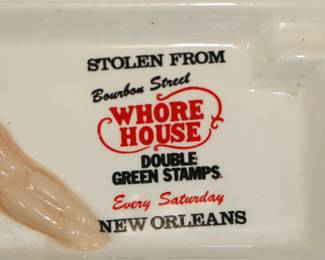 STOLEN FROM
Bourbon Street
WHORE
HOUSE
DOUBLE
GREEN STAMPS
Every Saturday
NEW ORLEANS